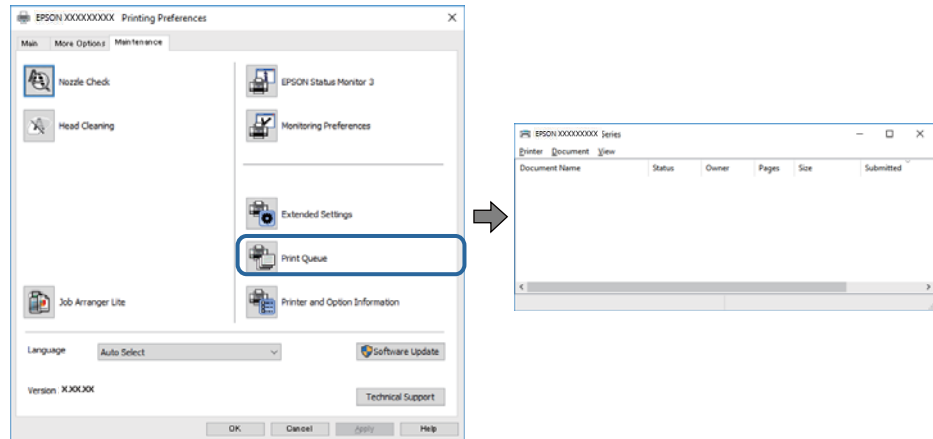 EPSON XXXXXXXXX Printing Preferences
Main More Options Maintenance
Nozzle Check
EPSON Status Monitor 3
Head Cleaning
Monitoring Preferences
Extended Settings
Print Queue
Job Arranger Lite
Printer and Option Information
Language Auto Select
Software Update
Version X.XX.XX
Technical Support
OK Cancel Apply Help
EPSON XXXXXXXXX Series
Printer Document View
Document Name Status Owner Pages Size Submitted